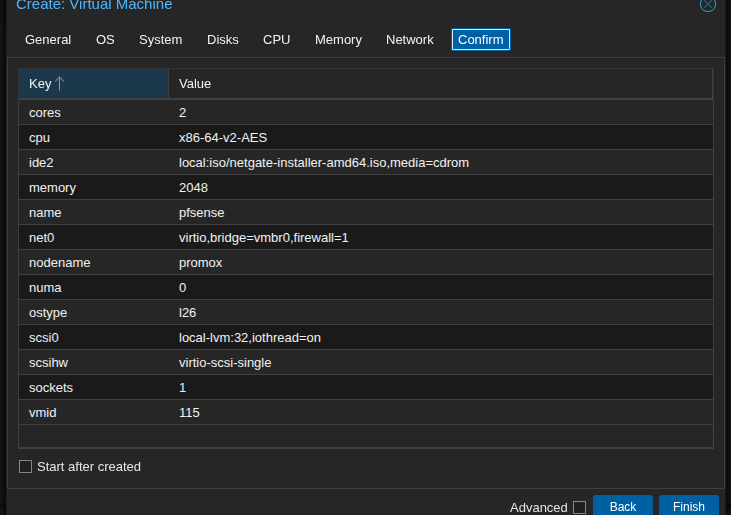 Create: Virtual Machine
General OS System Disks CPU Memory Network Confirm
Key Value
cores 2
cpu x86-64-v2-AES
ide2 local:iso/netgate-installer-amd64.iso,media=cdrom
memory 2048
name pfsense
net0 virtio,bridge=vmbr0,firewall=1
nodename promox
numa 0
ostype l26
scsi0 local-lvm:32,iothread=on
scsihw virtio-scsi-single
sockets 1
vmid 115
Start after created
Advanced Back Finish